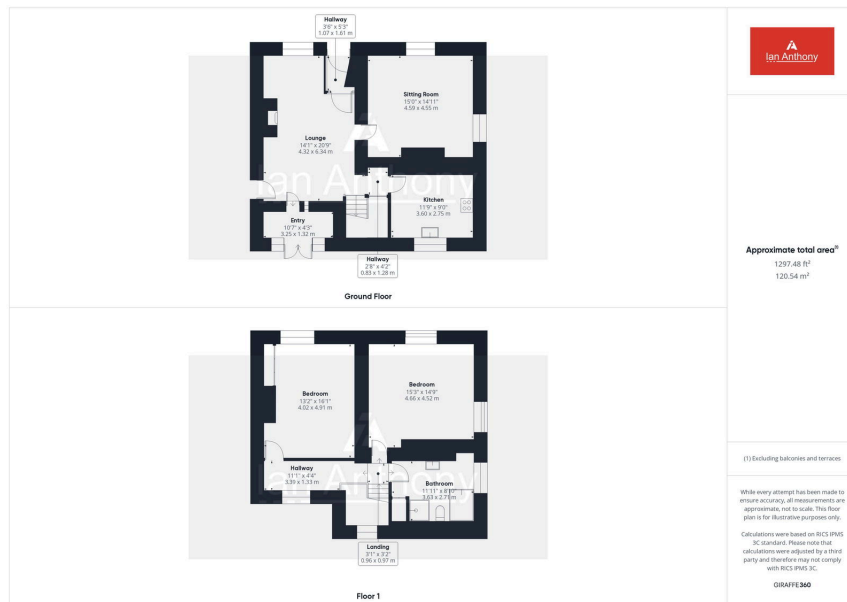 Hallway
3'6" x 5'3"
1.07 x 1.61 m
Sitting Room
15'0" x 14'11"
4.59 x 4.55 m
Lounge
14'1" x 20'9"
4.32 x 6.34 m
Ian Anthony
Kitchen
11'9" x 9'0"
3.60 x 2.75 m
Entry
10'7" x 4'3"
3.25 x 1.32 m
Hallway
2'8" x 4'2"
0.83 x 1.28 m
Ground Floor
Bedroom
13'2" x 16'1"
4.02 x 4.91 m
Bedroom
15'3" x 14'9"
4.66 x 4.52 m
Hallway
11'1" x 4'4"
3.39 x 1.33 m
Ian Anthony
Bathroom
11'11" x 8'10"
3.63 x 2.71 m
Landing
3'1" x 3'2"
0.96 x 0.97 m
Floor 1
Ian Anthony
Approximate total area(1)
1297.48 ft²
120.54 m²
(1) Excluding balconies and terraces
While every attempt has been made to
ensure accuracy, all measurements are
approximate, not to scale. This floor
plan is for illustrative purposes only.
Calculations were based on RICS IPMS
3C standard. Please note that
calculations were adjusted by a third
party and therefore may not comply
with RICS IPMS 3C.
GIRAFFE360